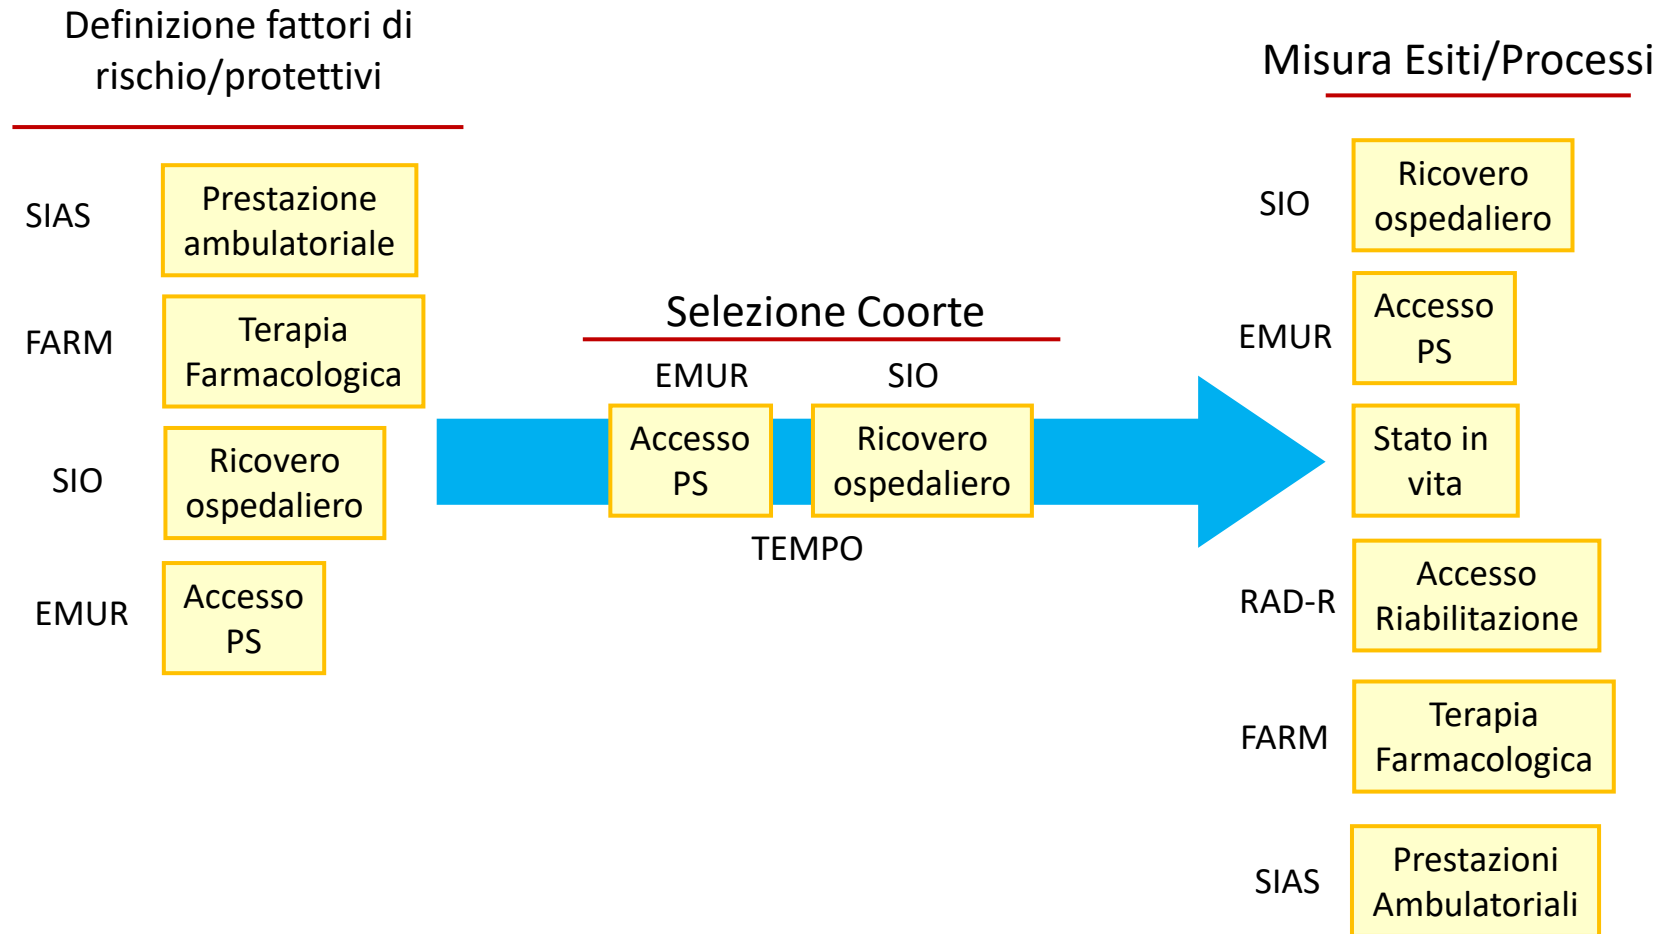 Definizione fattori di
rischio/protettivi
SIAS
Prestazione
ambulatoriale
FARM
Terapia
Farmacologica
SIO
Ricovero
ospedaliero
EMUR
Accesso
PS
Selezione Coorte
EMUR
SIO
Accesso
PS
Ricovero
ospedaliero
TEMPO
Misura Esiti/Processi
SIO
Ricovero
ospedaliero
EMUR
Accesso
PS
Stato in
vita
RAD-R
Accesso
Riabilitazione
FARM
Terapia
Farmacologica
SIAS
Prestazioni
Ambulatoriali